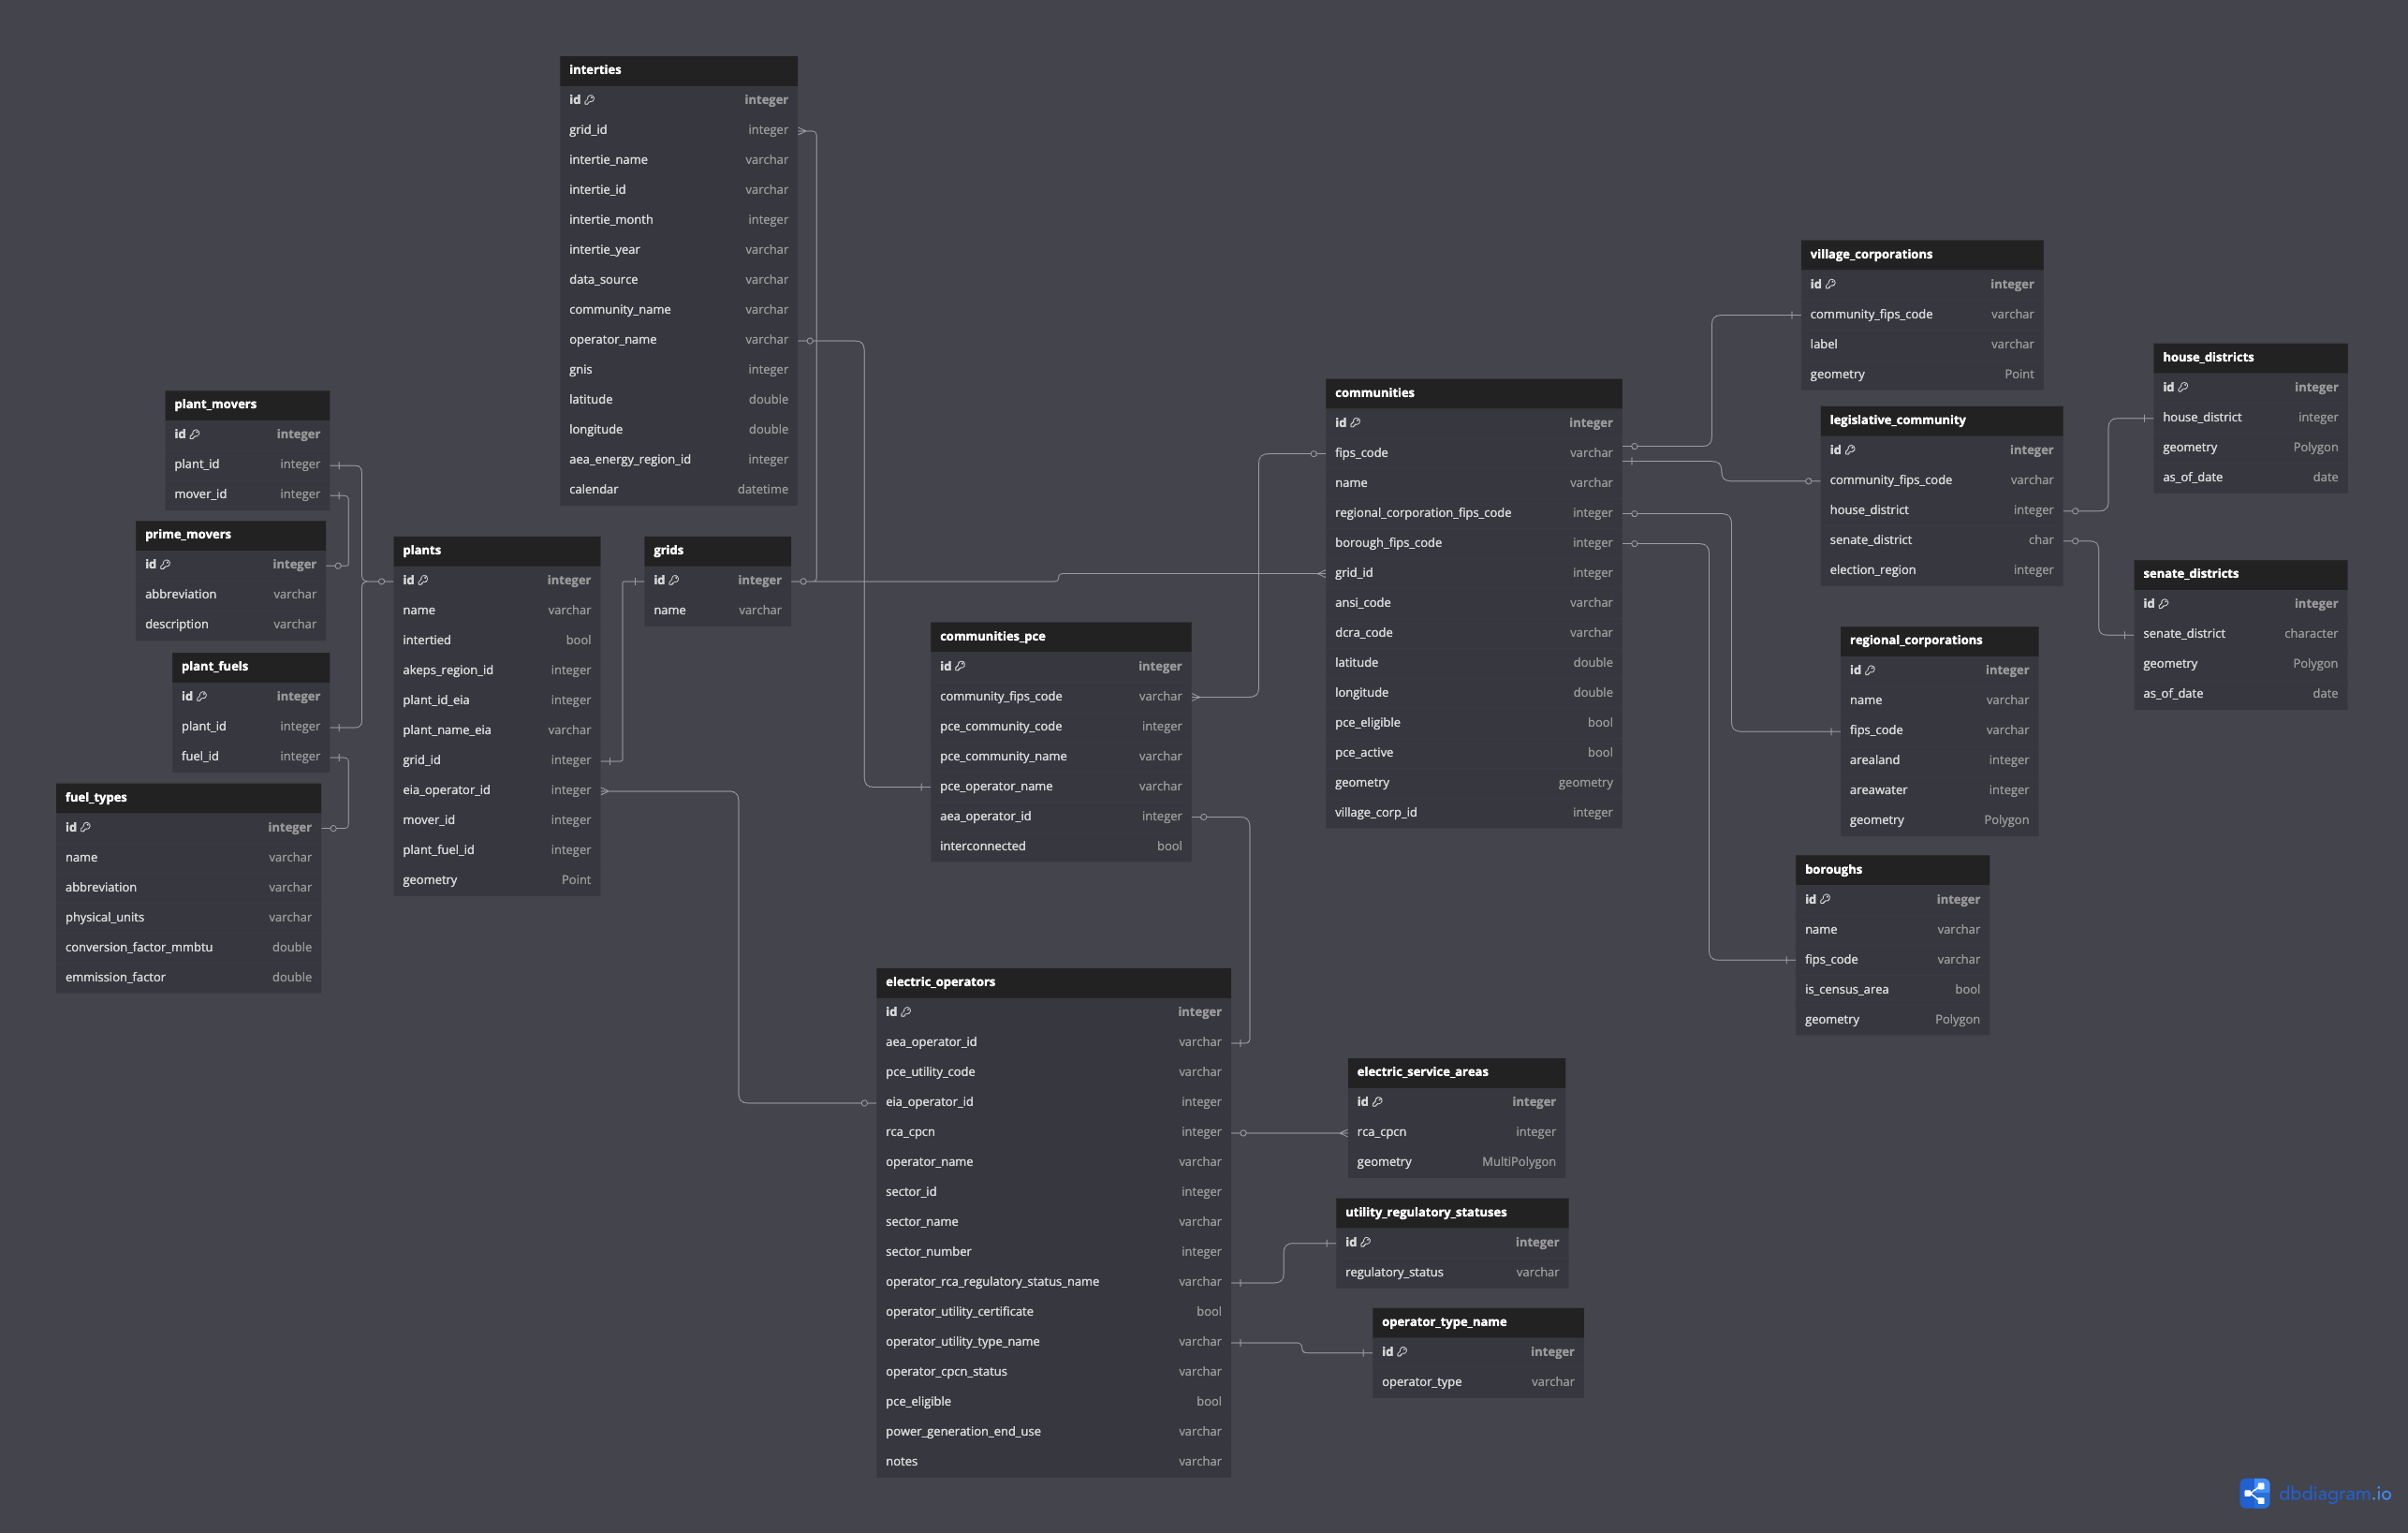 interties
id integer
grid_id integer
intertie_name varchar
intertie_id varchar
intertie_month integer
intertie_year varchar
data_source varchar
community_name varchar
operator_name varchar
gnis integer
latitude double
longitude double
aea_energy_region_id integer
calendar datetime
plant_movers
id integer
plant_id integer
mover_id integer
prime_movers
id integer
abbreviation varchar
description varchar
plant_fuels
id integer
plant_id integer
fuel_id integer
fuel_types
id integer
name varchar
abbreviation varchar
physical_units varchar
conversion_factor_mmbtu double
emmission_factor double
plants
id integer
name varchar
intertied bool
akeps_region_id integer
plant_id_eia integer
plant_name_eia varchar
grid_id integer
eia_operator_id integer
mover_id integer
plant_fuel_id integer
geometry Point
grids
id integer
name varchar
communities_pce
id integer
community_fips_code varchar
pce_community_code integer
pce_community_name varchar
pce_operator_name varchar
aea_operator_id integer
interconnected bool
communities
id integer
fips_code varchar
name varchar
regional_corporation_fips_code integer
borough_fips_code integer
grid_id integer
ansi_code varchar
dcra_code varchar
latitude double
longitude double
pce_eligible bool
pce_active bool
geometry geometry
village_corp_id integer
village_corporations
id integer
community_fips_code varchar
label varchar
geometry Point
legislative_community
id integer
community_fips_code varchar
house_district integer
senate_district char
election_region integer
house_districts
id integer
house_district integer
geometry Polygon
as_of_date date
senate_districts
id integer
senate_district character
geometry Polygon
as_of_date date
regional_corporations
id integer
name varchar
fips_code varchar
arealand integer
areawater integer
geometry Polygon
boroughs
id integer
name varchar
fips_code varchar
is_census_area bool
geometry Polygon
electric_operators
id integer
aea_operator_id varchar
pce_utility_code varchar
eia_operator_id integer
rca_cpcn integer
operator_name varchar
sector_id integer
sector_name varchar
sector_number integer
operator_rca_regulatory_status_name varchar
operator_utility_certificate bool
operator_utility_type_name varchar
operator_cpcn_status varchar
pce_eligible bool
power_generation_end_use varchar
notes varchar
electric_service_areas
id integer
rca_cpcn integer
geometry MultiPolygon
utility_regulatory_statuses
id integer
regulatory_status varchar
operator_type_name
id integer
operator_type varchar
dbdiagram.io